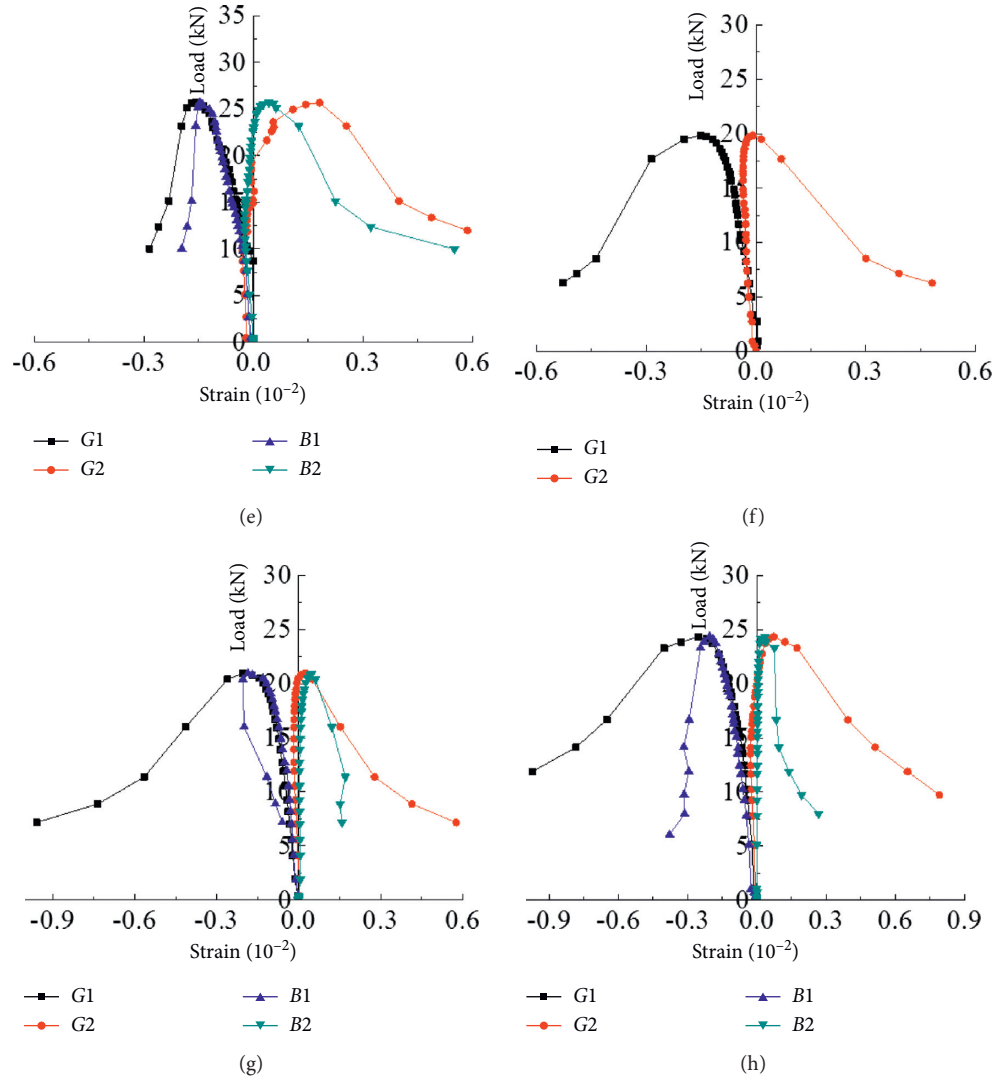 35
30
25
20
15
10
5
0
Load (kN)
-0.6 -0.3 0.0 0.3 0.6
Strain (10⁻²)
G1 B1
G2 B2
(e)
30
25
20
15
10
5
0
Load (kN)
-0.6 -0.3 0.0 0.3 0.6
Strain (10⁻²)
G1
G2
(f)
30
25
20
15
10
5
0
Load (kN)
-0.9 -0.6 -0.3 0.0 0.3 0.6
Strain (10⁻²)
G1 B1
G2 B2
(g)
30
25
20
15
10
5
0
Load (kN)
-0.9 -0.6 -0.3 0.0 0.3 0.6 0.9
Strain (10⁻²)
G1 B1
G2 B2
(h)